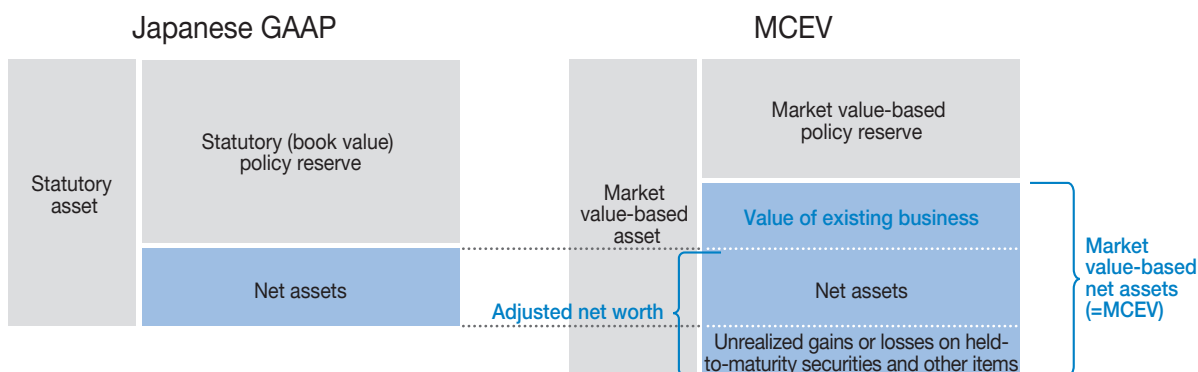 Japanese GAAP
Statutory
asset
Statutory (book value)
policy reserve
Net assets
MCEV
Market
value-based
asset
Market value-based
policy reserve
Value of existing business
Net assets
Unrealized gains or losses on held-
to-maturity securities and other items
Adjusted net worth
Market
value-based
net assets
(=MCEV)